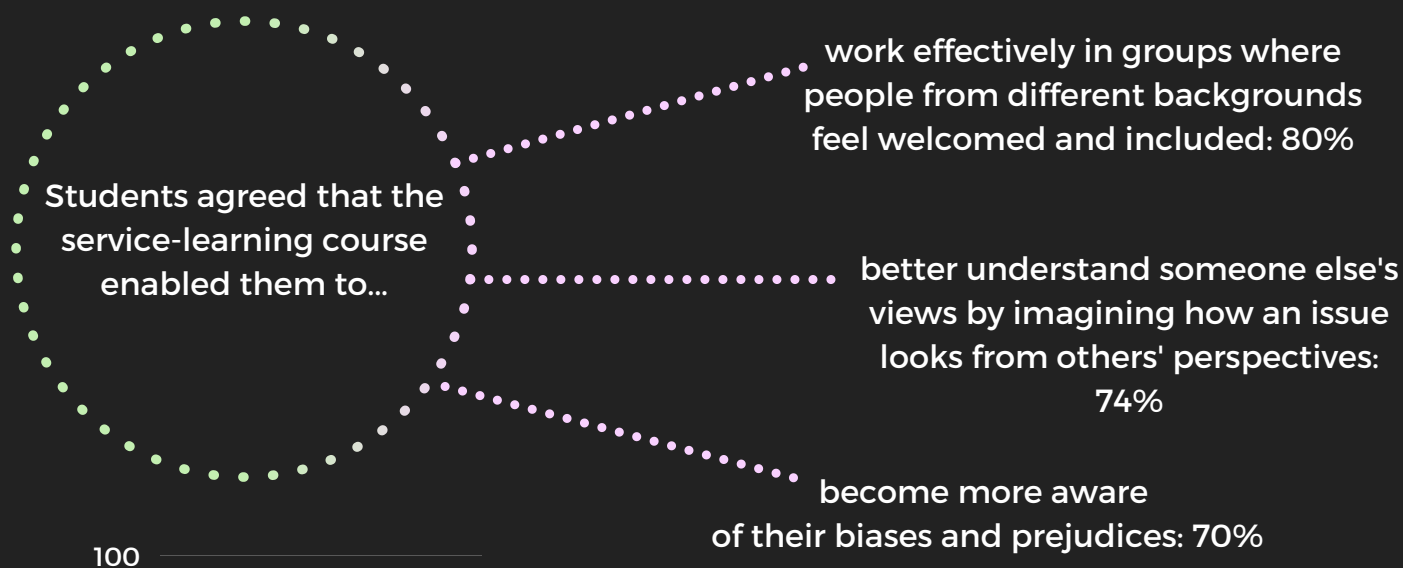 Students agreed that the
service-learning course
enabled them to...
work effectively in groups where
people from different backgrounds
feel welcomed and included: 80%
better understand someone else's
views by imagining how an issue
looks from others' perspectives:
74%
become more aware
of their biases and prejudices: 70%
100